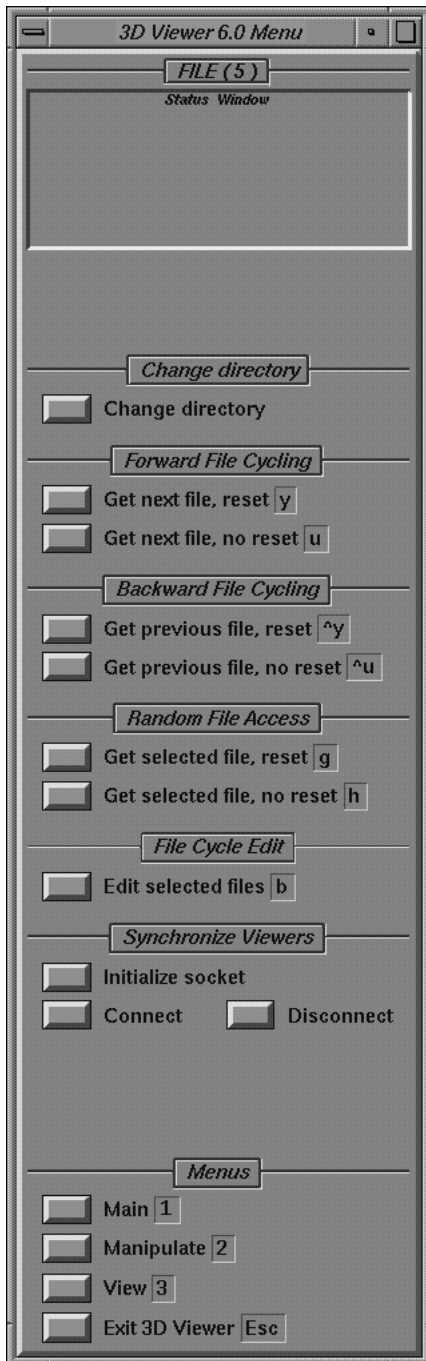 3D Viewer 6.0 Menu
FILE ( 5 )
Status Window
Change directory
Change directory
Forward File Cycling
Get next file, reset y
Get next file, no reset u
Backward File Cycling
Get previous file, reset ^y
Get previous file, no reset ^u
Random File Access
Get selected file, reset g
Get selected file, no reset h
File Cycle Edit
Edit selected files b
Synchronize Viewers
Initialize socket
Connect Disconnect
Menus
Main 1
Manipulate 2
View 3
Exit 3D Viewer Esc